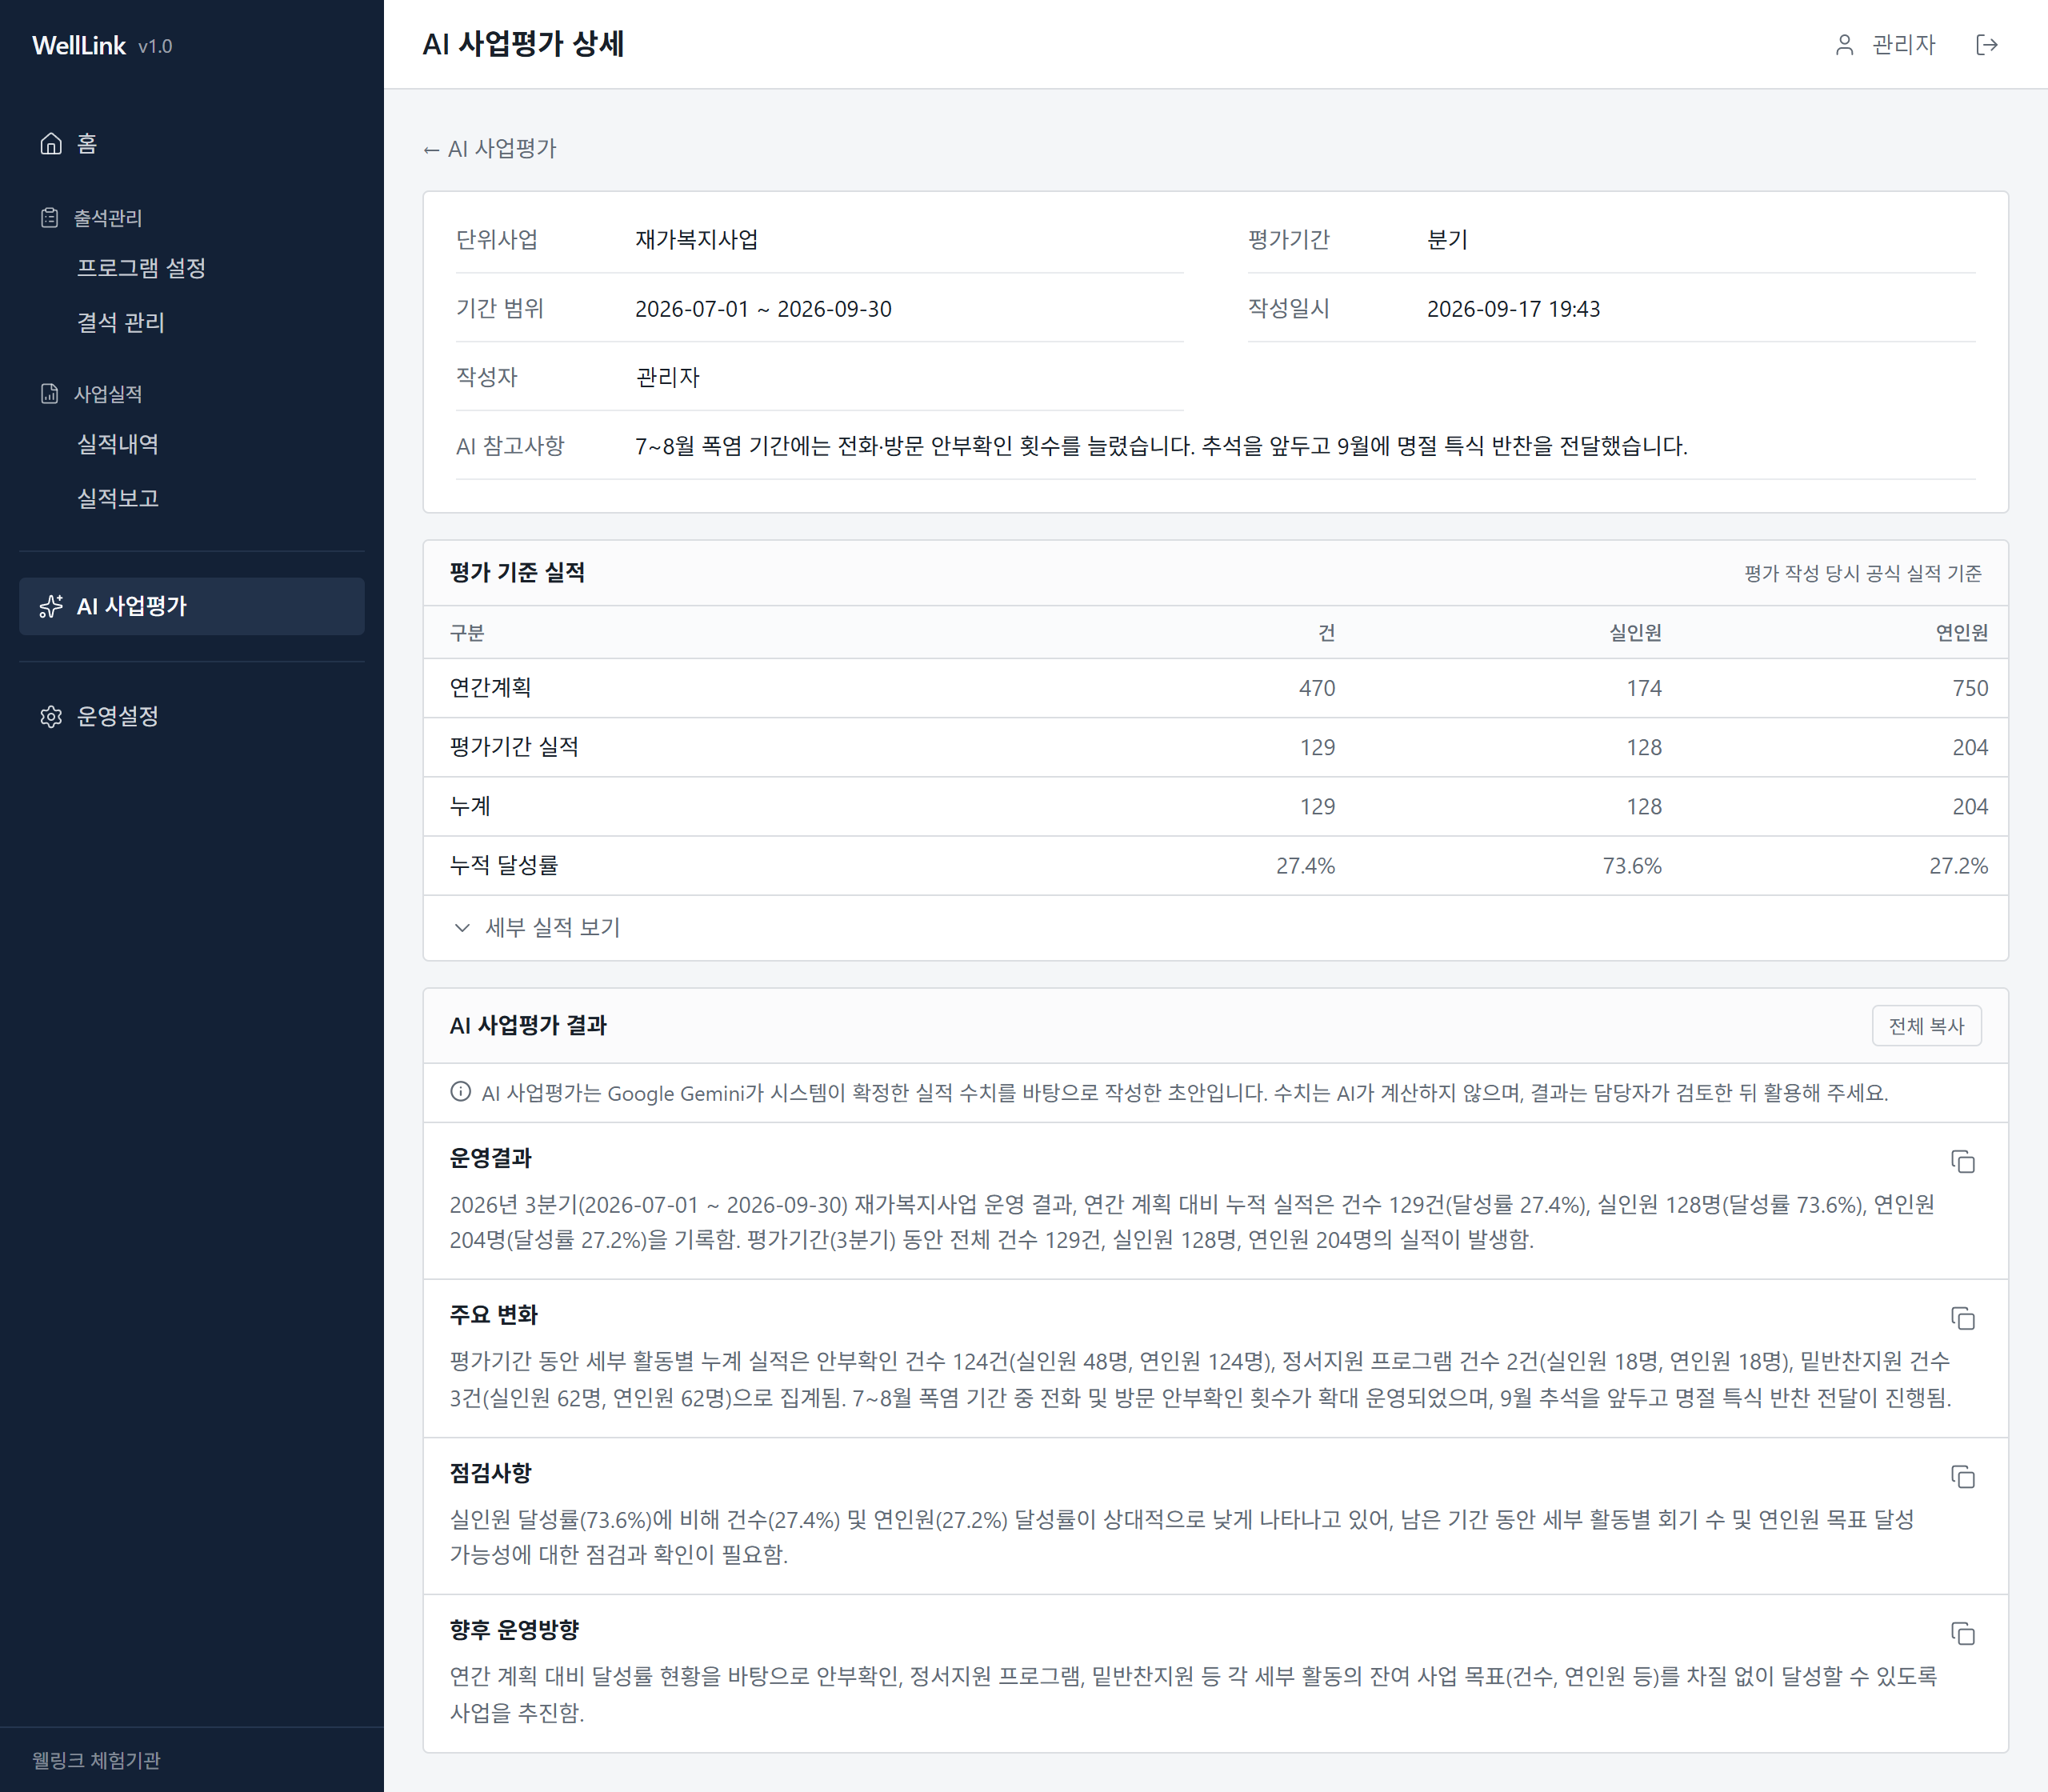 WellLink v1.0
홈
출석관리
프로그램 설정
결석 관리
사업실적
실적내역
실적보고
AI 사업평가
운영설정
웰링크 체험기관
AI 사업평가 상세
관리자
← AI 사업평가
단위사업 재가복지사업 평가기간 분기
기간 범위 2026-07-01 ~ 2026-09-30 작성일시 2026-09-17 19:43
작성자 관리자
AI 참고사항 7~8월 폭염 기간에는 전화·방문 안부확인 횟수를 늘렸습니다. 추석을 앞두고 9월에 명절 특식 반찬을 전달했습니다.
평가 기준 실적 평가 작성 당시 공식 실적 기준
구분 건 실인원 연인원
연간계획 470 174 750
평가기간 실적 129 128 204
누계 129 128 204
누적 달성률 27.4% 73.6% 27.2%
세부 실적 보기
AI 사업평가 결과 전체 복사
AI 사업평가는 Google Gemini가 시스템이 확정한 실적 수치를 바탕으로 작성한 초안입니다. 수치는 AI가 계산하지 않으며, 결과는 담당자가 검토한 뒤 활용해 주세요.
운영결과
2026년 3분기(2026-07-01 ~ 2026-09-30) 재가복지사업 운영 결과, 연간 계획 대비 누적 실적은 건수 129건(달성률 27.4%), 실인원 128명(달성률 73.6%), 연인원
204명(달성률 27.2%)을 기록함. 평가기간(3분기) 동안 전체 건수 129건, 실인원 128명, 연인원 204명의 실적이 발생함.
주요 변화
평가기간 동안 세부 활동별 누계 실적은 안부확인 건수 124건(실인원 48명, 연인원 124명), 정서지원 프로그램 건수 2건(실인원 18명, 연인원 18명), 밑반찬지원 건수
3건(실인원 62명, 연인원 62명)으로 집계됨. 7~8월 폭염 기간 중 전화 및 방문 안부확인 횟수가 확대 운영되었으며, 9월 추석을 앞두고 명절 특식 반찬 전달이 진행됨.
점검사항
실인원 달성률(73.6%)에 비해 건수(27.4%) 및 연인원(27.2%) 달성률이 상대적으로 낮게 나타나고 있어, 남은 기간 동안 세부 활동별 회기 수 및 연인원 목표 달성
가능성에 대한 점검과 확인이 필요함.
향후 운영방향
연간 계획 대비 달성률 현황을 바탕으로 안부확인, 정서지원 프로그램, 밑반찬지원 등 각 세부 활동의 잔여 사업 목표(건수, 연인원 등)를 차질 없이 달성할 수 있도록
사업을 추진함.